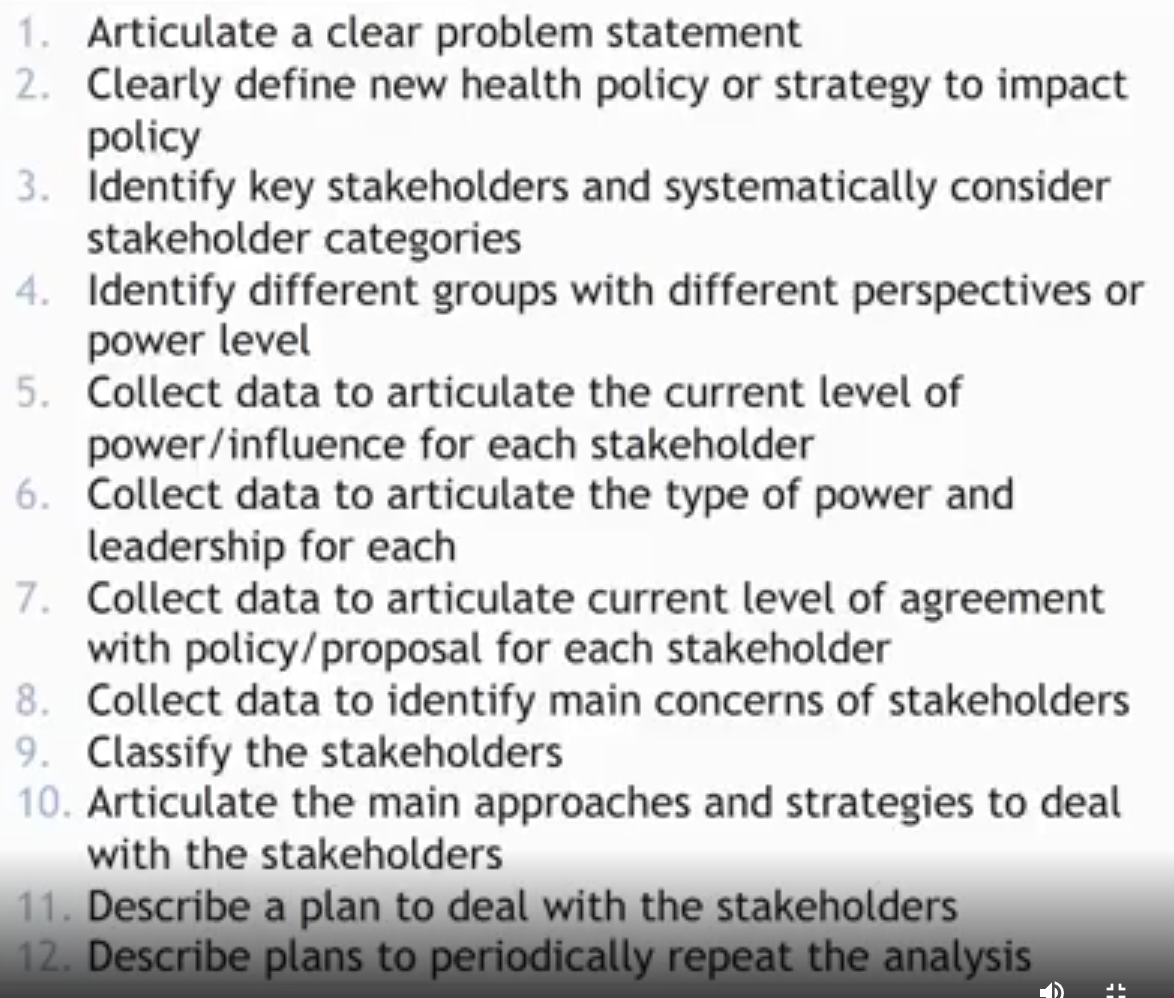 1. Articulate a clear problem statement
2. Clearly define new health policy or strategy to impact
policy
3. Identify key stakeholders and systematically consider
stakeholder categories
4. Identify different groups with different perspectives or
power level
5. Collect data to articulate the current level of
power/influence for each stakeholder
6. Collect data to articulate the type of power and
leadership for each
7. Collect data to articulate current level of agreement
with policy/proposal for each stakeholder
8. Collect data to identify main concerns of stakeholders
9. Classify the stakeholders
10. Articulate the main approaches and strategies to deal
with the stakeholders
11. Describe a plan to deal with the stakeholders
12. Describe plans to periodically repeat the analysis